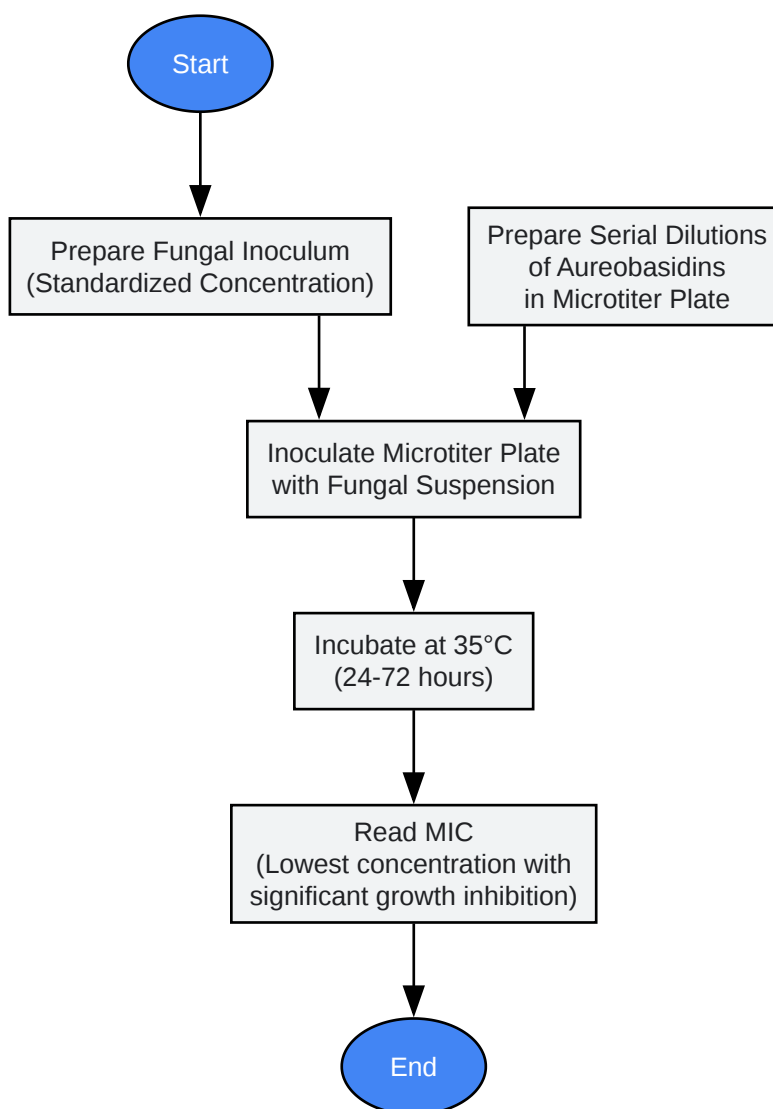 Start
Prepare Fungal Inoculum
(Standardized Concentration)
Prepare Serial Dilutions
of Aureobasidins
in Microtiter Plate
Inoculate Microtiter Plate
with Fungal Suspension
Incubate at 35°C
(24-72 hours)
Read MIC
(Lowest concentration with
significant growth inhibition)
End